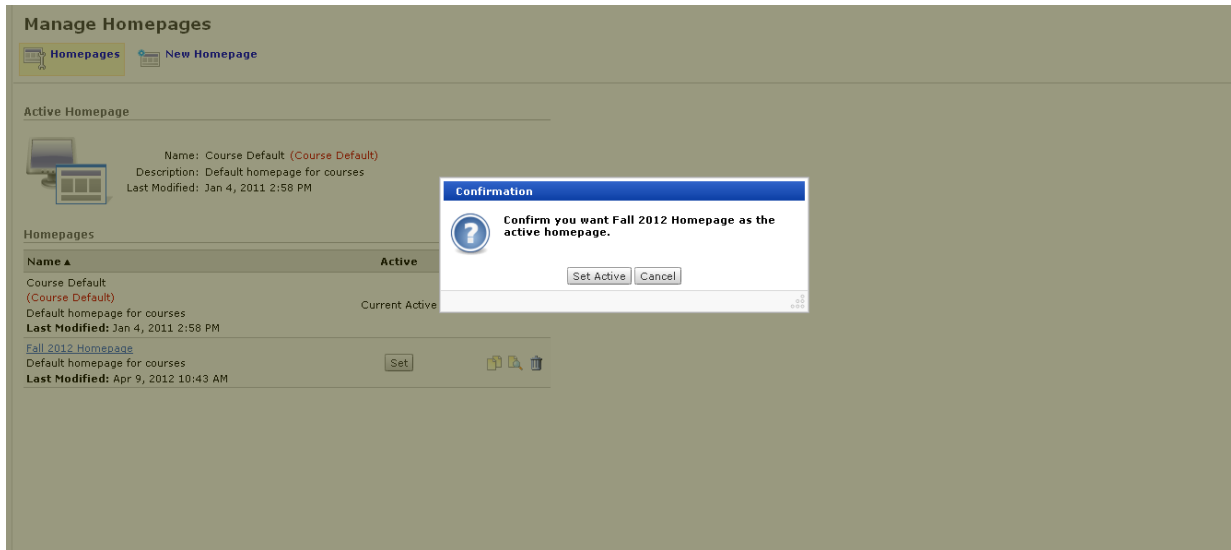 Manage Homepages
Homepages New Homepage
Active Homepage
Name: Course Default (Course Default)
Description: Default homepage for courses
Last Modified: Jan 4, 2011 2:58 PM
Confirmation
Confirm you want Fall 2012 Homepage as the
active homepage.
Set Active Cancel
Homepages
Name ▲ Active
Course Default
(Course Default)
Default homepage for courses
Last Modified: Jan 4, 2011 2:58 PM
Current Active
Fall 2012 Homepage
Default homepage for courses
Last Modified: Apr 9, 2012 10:43 AM
Set